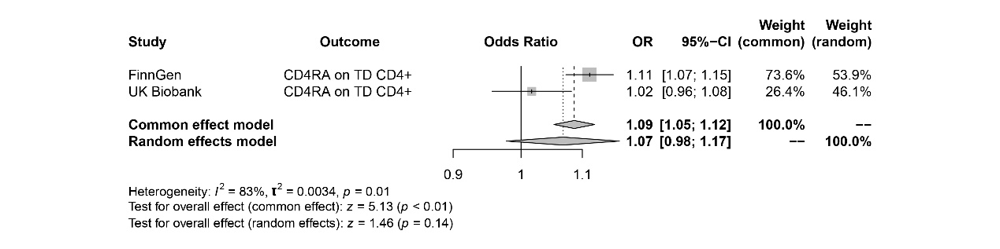 Weight Weight
Study Outcome Odds Ratio OR 95%−CI (common) (random)
FinnGen CD4RA on TD CD4+ 1.11 [1.07; 1.15] 73.6% 53.9%
UK Biobank CD4RA on TD CD4+ 1.02 [0.96; 1.08] 26.4% 46.1%
Common effect model 1.09 [1.05; 1.12] 100.0% −−
Random effects model 1.07 [0.98; 1.17] −− 100.0%
0.9 1 1.1
Heterogeneity: I² = 83%, τ² = 0.0034, p = 0.01
Test for overall effect (common effect): z = 5.13 (p < 0.01)
Test for overall effect (random effects): z = 1.46 (p = 0.14)